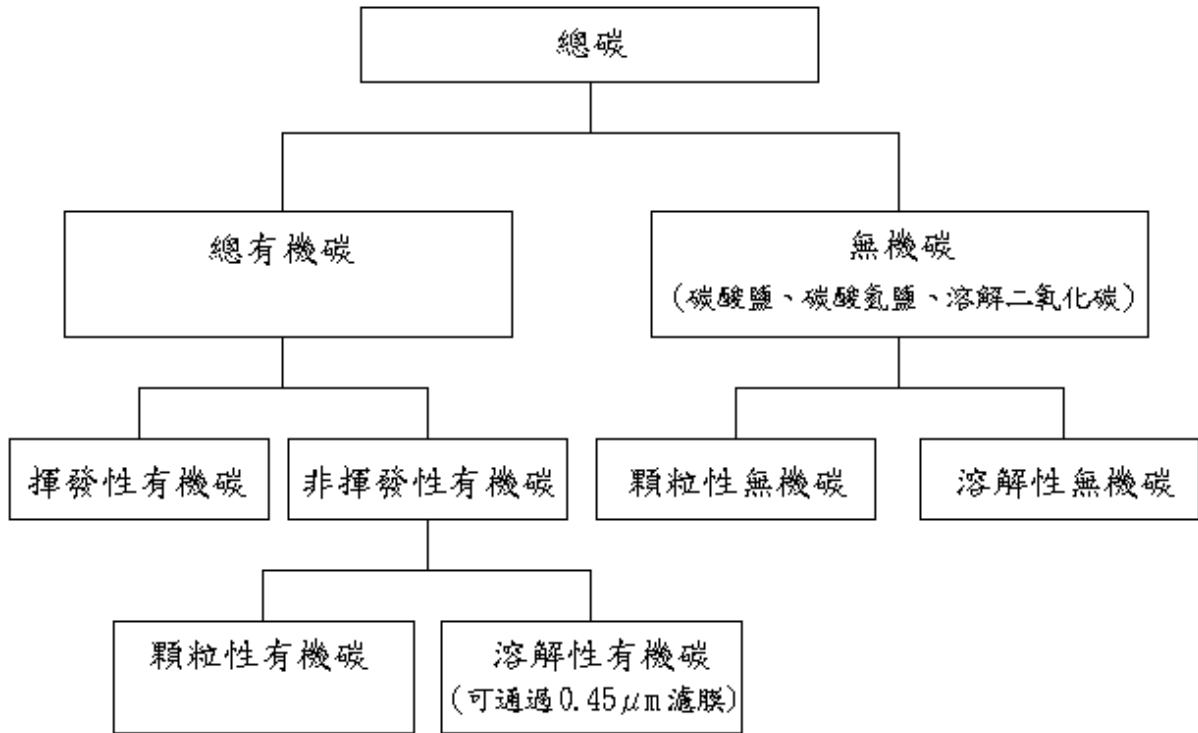 總碳
總有機碳
無機碳
(碳酸鹽、碳酸氫鹽、溶解二氧化碳)
揮發性有機碳
非揮發性有機碳
顆粒性無機碳
溶解性無機碳
顆粒性有機碳
溶解性有機碳
(可通過0.45μm濾膜)